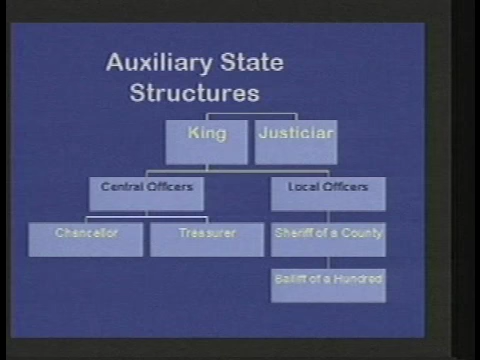 Auxiliary State
Structures
King
Justiciar
Central Officers
Local Officers
Chancellor
Treasurer
Sheriff of a County
Bailiff of a Hundred